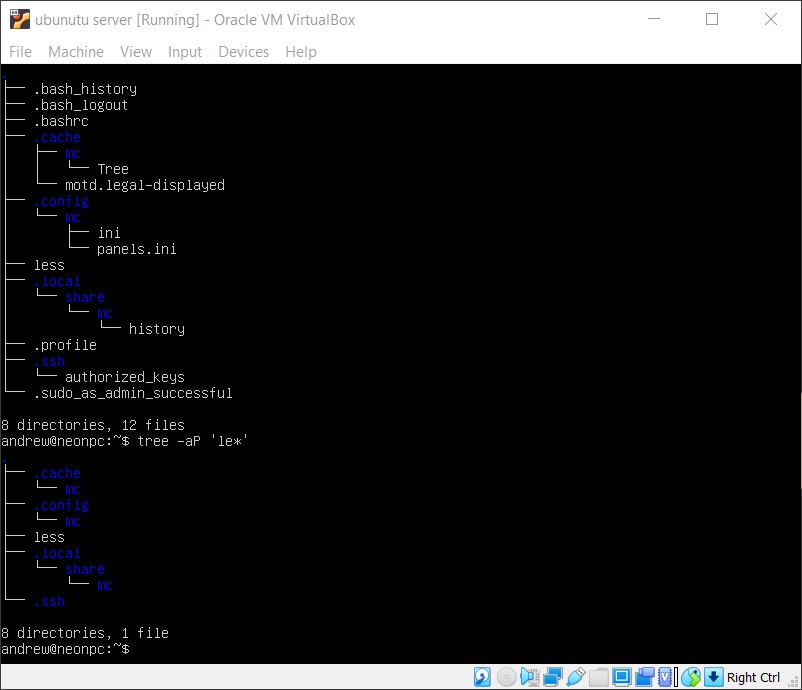 ubunutu server [Running] - Oracle VM VirtualBox
File Machine View Input Devices Help
.
├── .bash_history
├── .bash_logout
├── .bashrc
├── .cache
│   ├── mc
│   │   └── Tree
│   └── motd.legal-displayed
├── .config
│   └── mc
│       ├── ini
│       └── panels.ini
├── less
├── .local
│   └── share
│       └── mc
│           └── history
├── .profile
├── .ssh
│   └── authorized_keys
└── .sudo_as_admin_successful
8 directories, 12 files
andrew@neonpc:~$ tree -aP 'le*'
.
├── .cache
│   └── mc
├── .config
│   └── mc
├── less
├── .local
│   └── share
│       └── mc
└── .ssh
8 directories, 1 file
andrew@neonpc:~$
Right Ctrl